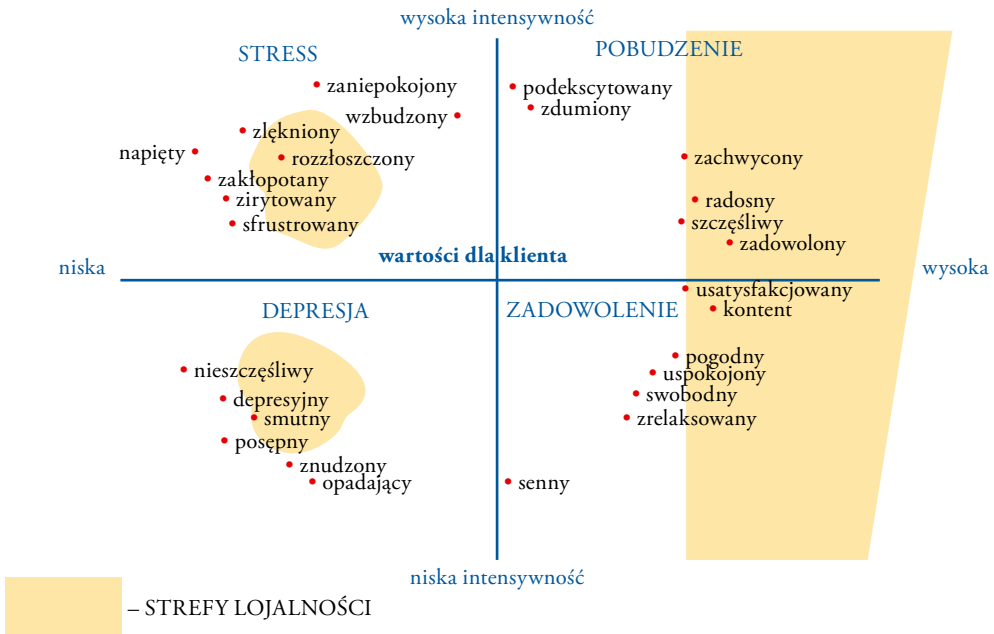 wysoka intensywność
STRESS
POBUDZENIE
zaniepokojony
podekscytowany
wzbudzony
zdumiony
zlękniony
napięty
rozzłoszczony
zachwycony
zakłopotany
zirytowany
radosny
sfrustrowany
szczęśliwy
zadowolony
wartości dla klienta
niska
wysoka
usatysfakcjowany
DEPRESJA
ZADOWOLENIE
kontent
nieszczęśliwy
pogodny
uspokojony
depresyjny
swobodny
smutny
zrelaksowany
posępny
znudzony
opadający
senny
niska intensywność
– STREFY LOJALNOŚCI